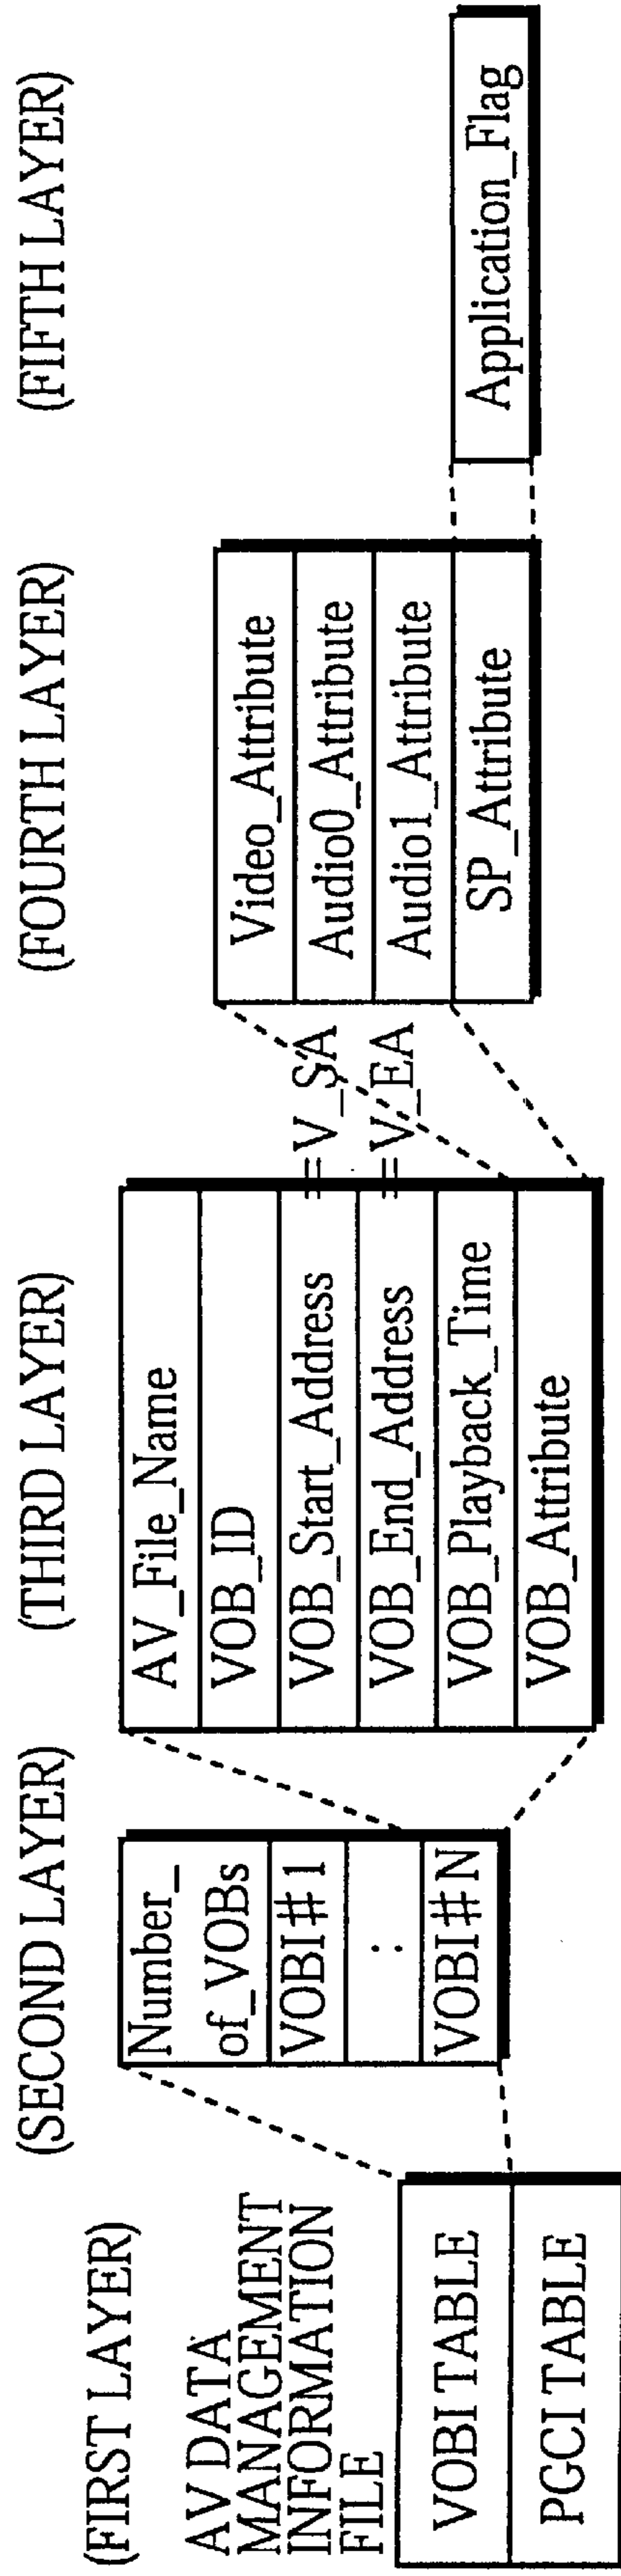 (FIRST LAYER)
AV DATA
MANAGEMENT
INFORMATION
FILE
VOBI TABLE
PGCI TABLE
(SECOND LAYER)
Number_
of_VOBs
VOBI#1
:
VOBI#N
(THIRD LAYER)
AV_File_Name
VOB_ID
VOB_Start_Address
=V_SA
VOB_End_Address
=V_EA
VOB_Playback_Time
VOB_Attribute
(FOURTH LAYER)
Video_Attribute
Audio0_Attribute
Audio1_Attribute
SP_Attribute
(FIFTH LAYER)
Application_Flag